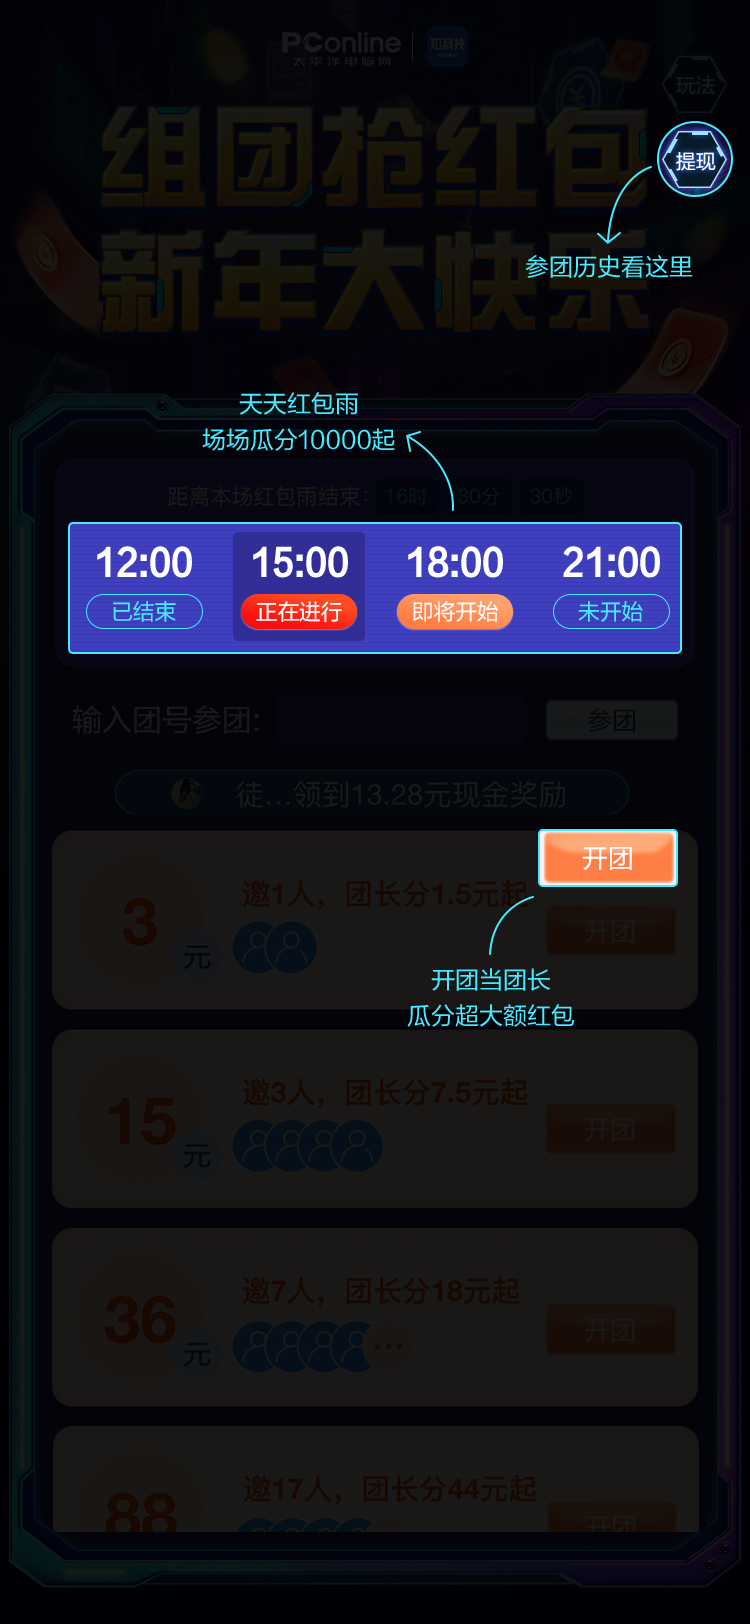 PConline
太平洋电脑网
知科技
玩法
组团抢红包
提现
新年大快乐
参团历史看这里
天天红包雨
场场瓜分10000起
距离本场红包雨结束: 16时 30分 30秒
12:00 15:00 18:00 21:00
已结束 正在进行 即将开始 未开始
输入团号参团: 参团
徒...领到13.28元现金奖励
开团
邀1人，团长分1.5元起
3元 开团
开团当团长
瓜分超大额红包
邀3人，团长分7.5元起
15元 开团
邀7人，团长分18元起
36元 ... 开团
邀17人，团长分44元起
88 开团